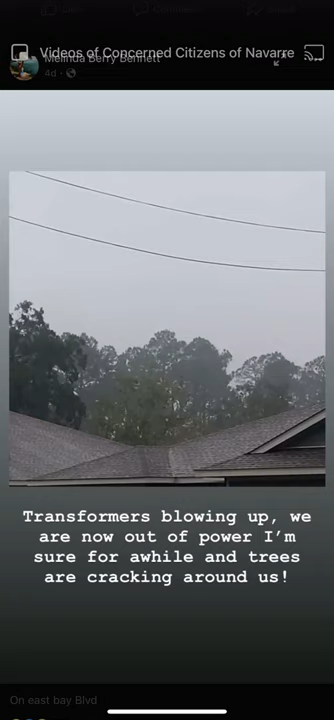 Videos of Concerned Citizens of Navarre
Melinda Berry Bennett
4d
Transformers blowing up, we
are now out of power I'm
sure for awhile and trees
are cracking around us!
On east bay Blvd